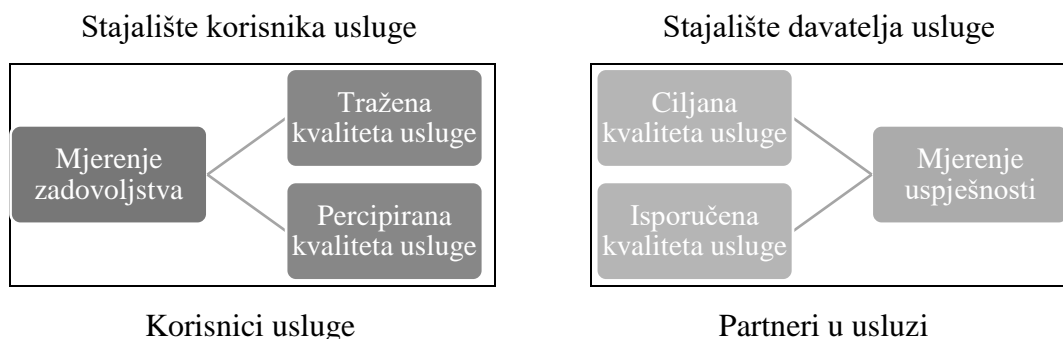 Stajalište korisnika usluge
Mjerenje
zadovoljstva
Tražena
kvaliteta usluge
Percipirana
kvaliteta usluge
Korisnici usluge
Stajalište davatelja usluge
Ciljana
kvaliteta usluge
Isporučena
kvaliteta usluge
Mjerenje
uspješnosti
Partneri u usluzi